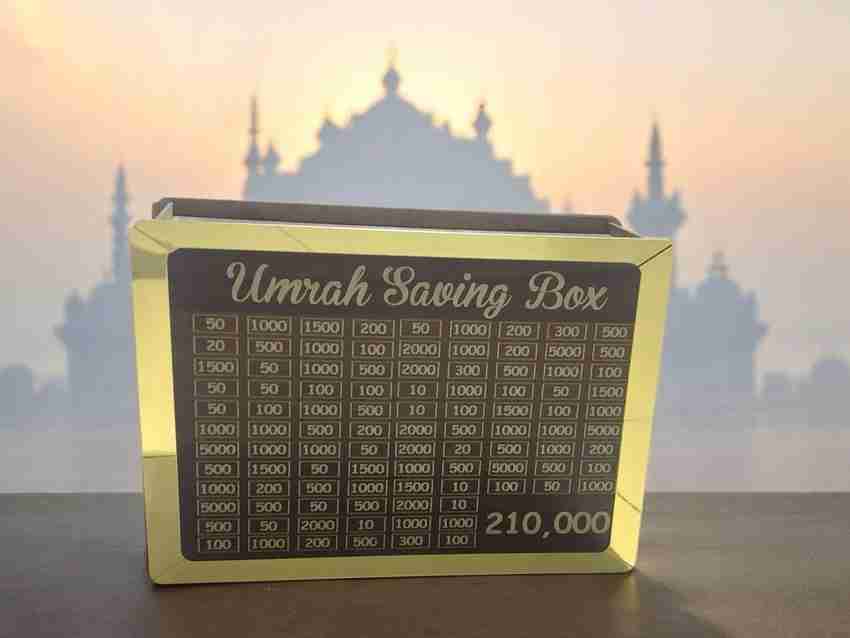 Umrah Saving Box
50 1000 1500 200 50 1000 200 300 500
20 500 1000 100 2000 1000 200 5000 500
1500 50 1000 500 2000 300 500 1000 100
50 50 100 100 10 1000 100 50 1500
50 100 1000 500 10 100 1500 100 1000
1000 1000 500 200 2000 500 1000 1000 5000
5000 1000 1000 50 2000 20 500 1000 200
500 1500 50 1500 1000 500 5000 500 100
1000 200 500 1000 1500 10 100 50 1000
5000 500 50 500 2000 10
500 50 2000 10 1000 1000 210,000
100 1000 200 500 300 100